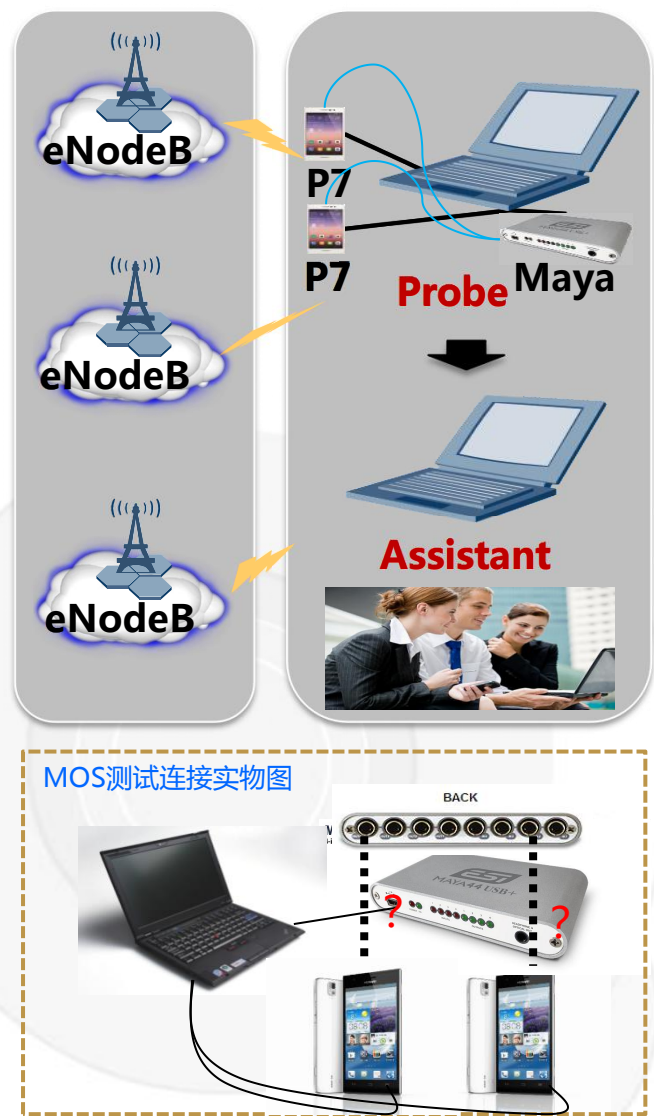 eNodeB
P7
P7
Probe
Maya
eNodeB
Assistant
eNodeB
MOS测试连接实物图
BACK
ESI
MAYA44 USB+
?
?